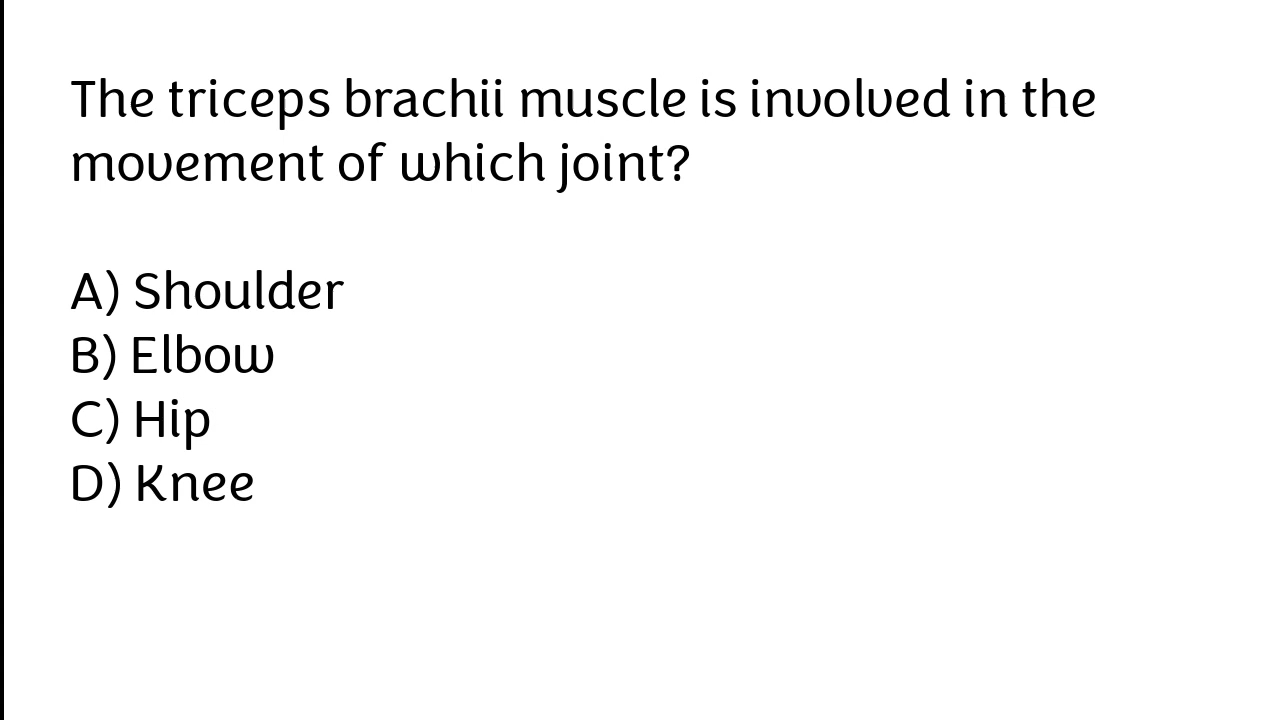 The triceps brachii muscle is involved in the
movement of which joint?
A) Shoulder
B) Elbow
C) Hip
D) Knee